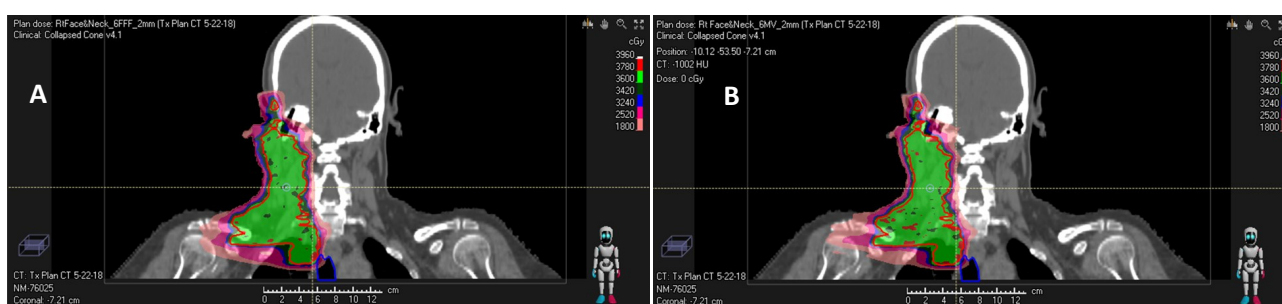 Plan dose: Rt Face&Neck_6FFF_2mm (Tx Plan CT 5-22-18)
Clinical: Collapsed Cone v4.1
cGy
3960
3780
3600
3420
3240
2520
1800
A
CT: Tx Plan CT 5-22-18
NM-76025
Coronal: -7.21 cm
0 2 4 6 8 10 12 cm
Plan dose: Rt Face&Neck_6MV_2mm (Tx Plan CT 5-22-18)
Clinical: Collapsed Cone v4.1
Position: -10.12 -53.50 -7.21 cm
CT: -1002 HU
Dose: 0 cGy
cGy
3960
3780
3600
3420
3240
2520
1800
B
CT: Tx Plan CT 5-22-18
NM-76025
Coronal: -7.21 cm
0 2 4 6 8 10 12 cm